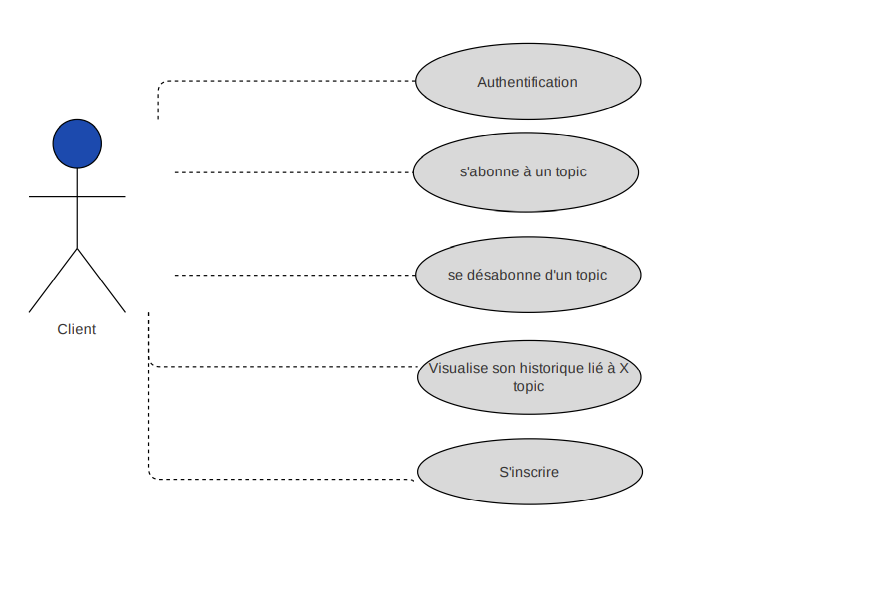 Authentification
s'abonne à un topic
se désabonne d'un topic
Client
Visualise son historique lié à X
topic
S'inscrire